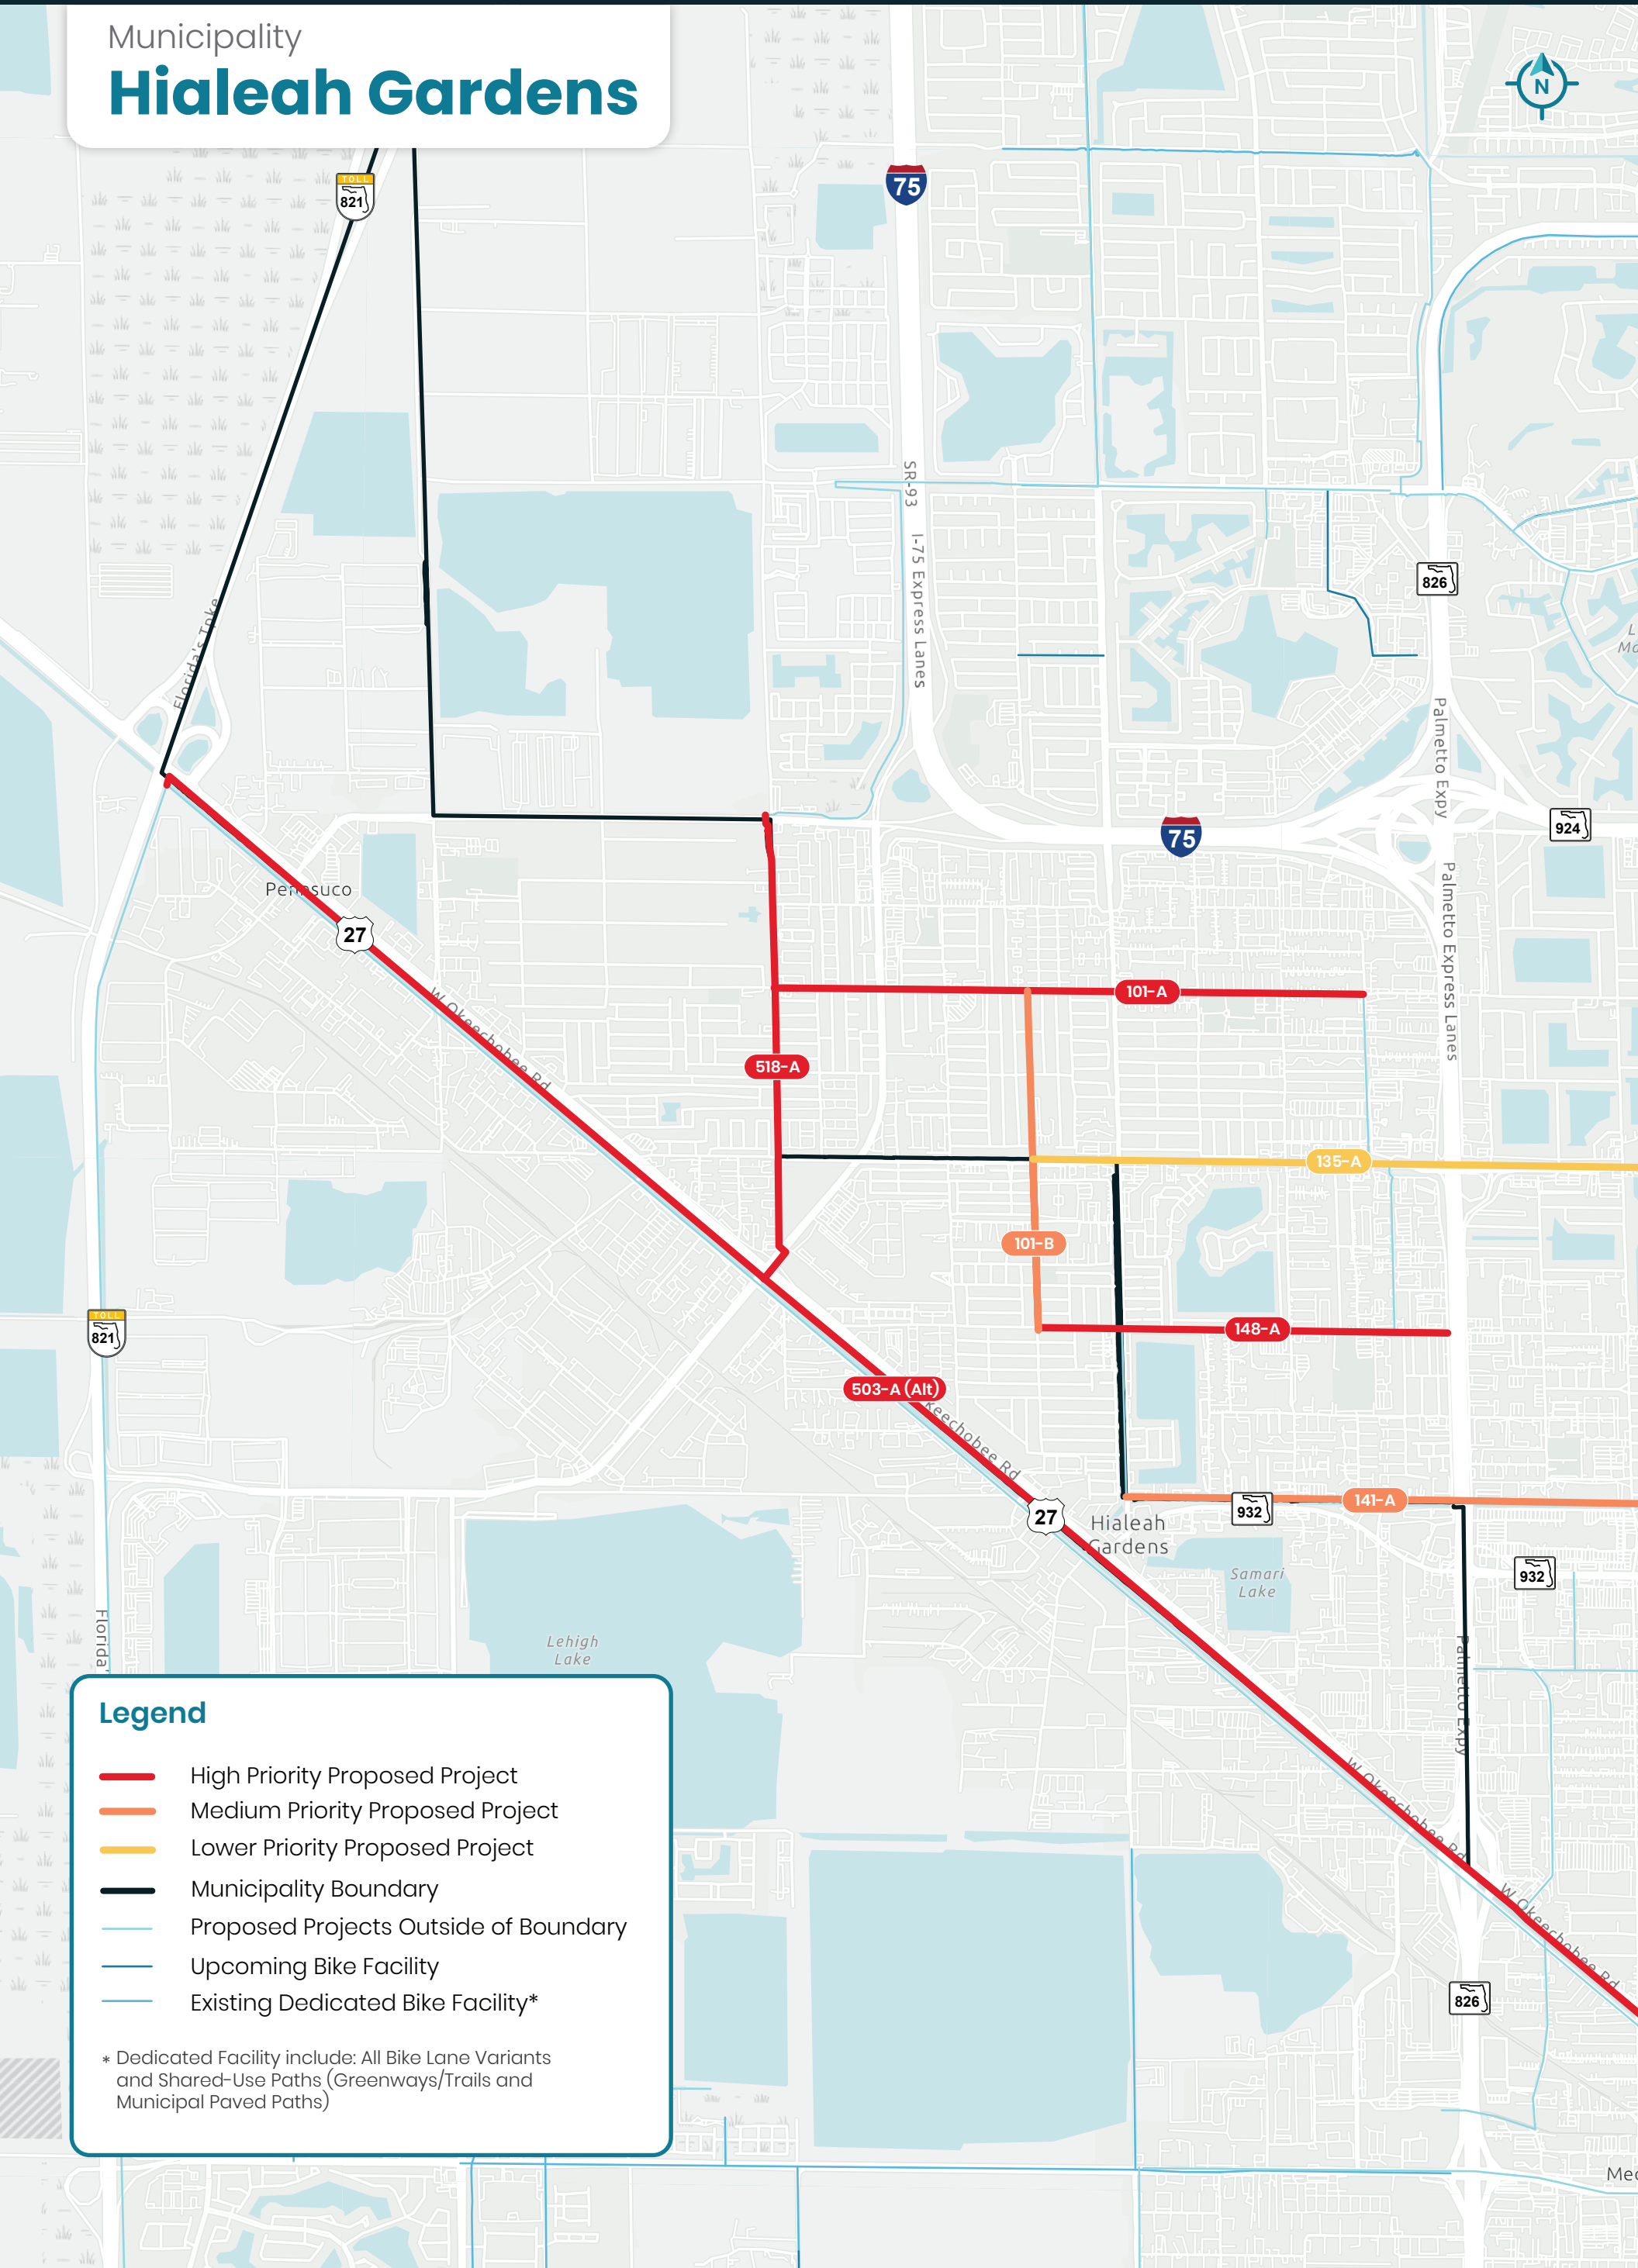 Municipality
Hialeah Gardens
N
TOLL
821
75
SR-93
I-75 Express Lanes
826
Florida's Tpke
Palmetto Expy
75
924
Palmetto Express Lanes
Pennsuco
27
W Okeechobee Rd
101-A
518-A
135-A
101-B
TOLL
821
148-A
503-A (Alt)
keechobee Rd
27
932
141-A
Hialeah
Gardens
Samari
Lake
932
Florida'
Lehigh
Lake
Palmetto Expy
W Okeechobee Rd
W Okeechobee Rd
826
Legend
High Priority Proposed Project
Medium Priority Proposed Project
Lower Priority Proposed Project
Municipality Boundary
Proposed Projects Outside of Boundary
Upcoming Bike Facility
Existing Dedicated Bike Facility*
* Dedicated Facility include: All Bike Lane Variants
and Shared-Use Paths (Greenways/Trails and
Municipal Paved Paths)